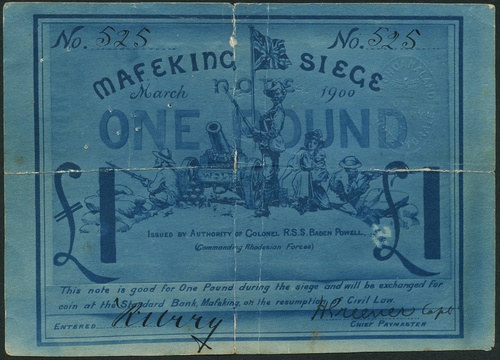 No. 525 No. 525
MAFEKING SIEGE
NOTE
March 1900
ONE POUND
£1 £1
ISSUED BY AUTHORITY OF COLONEL R.S.S. BADEN POWELL.
(Commanding Rhodesian Forces)
This note is good for One Pound during the siege and will be exchanged for
coin at the Standard Bank, Mafeking, on the resumption Civil Law.
ENTERED Capt
CHIEF PAYMASTER